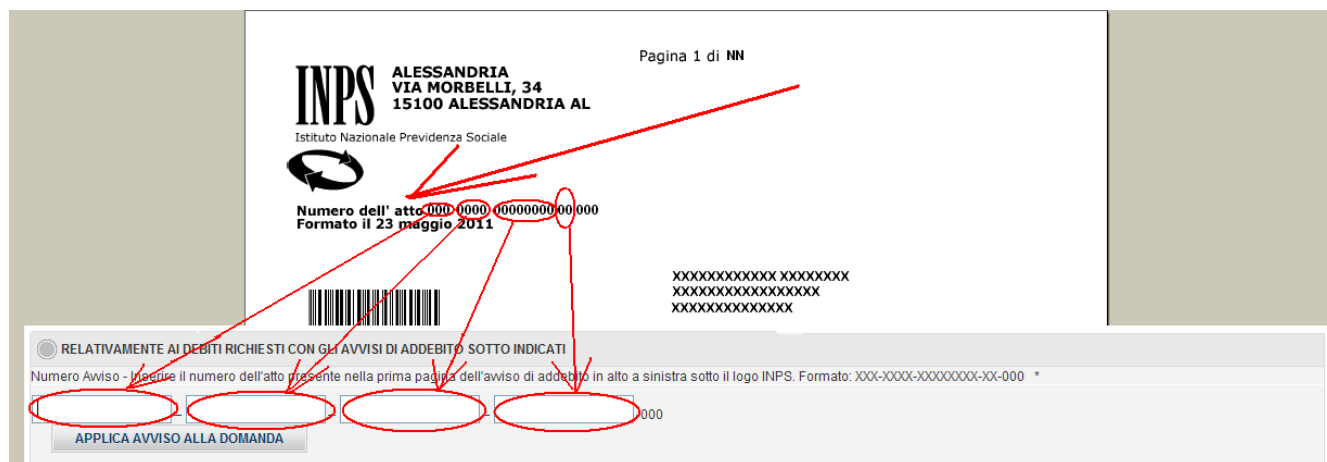 Pagina 1 di NN
INPS
ALESSANDRIA
VIA MORBELLI, 34
15100 ALESSANDRIA AL
Istituto Nazionale Previdenza Sociale
Numero dell' atto 000 0000 00000000 00 000
Formato il 23 maggio 2011
XXXXXXXXXXXX XXXXXXXX
XXXXXXXXXXXXXXXXX
XXXXXXXXXXXXXX
RELATIVAMENTE AI DEBITI RICHIESTI CON GLI AVVISI DI ADDEBITO SOTTO INDICATI
Numero Avviso - Inserire il numero dell'atto presente nella prima pagina dell'avviso di addebito in alto a sinistra sotto il logo INPS. Formato: XXX-XXXX-XXXXXXXX-XX-000 *
– – – 000
APPLICA AVVISO ALLA DOMANDA